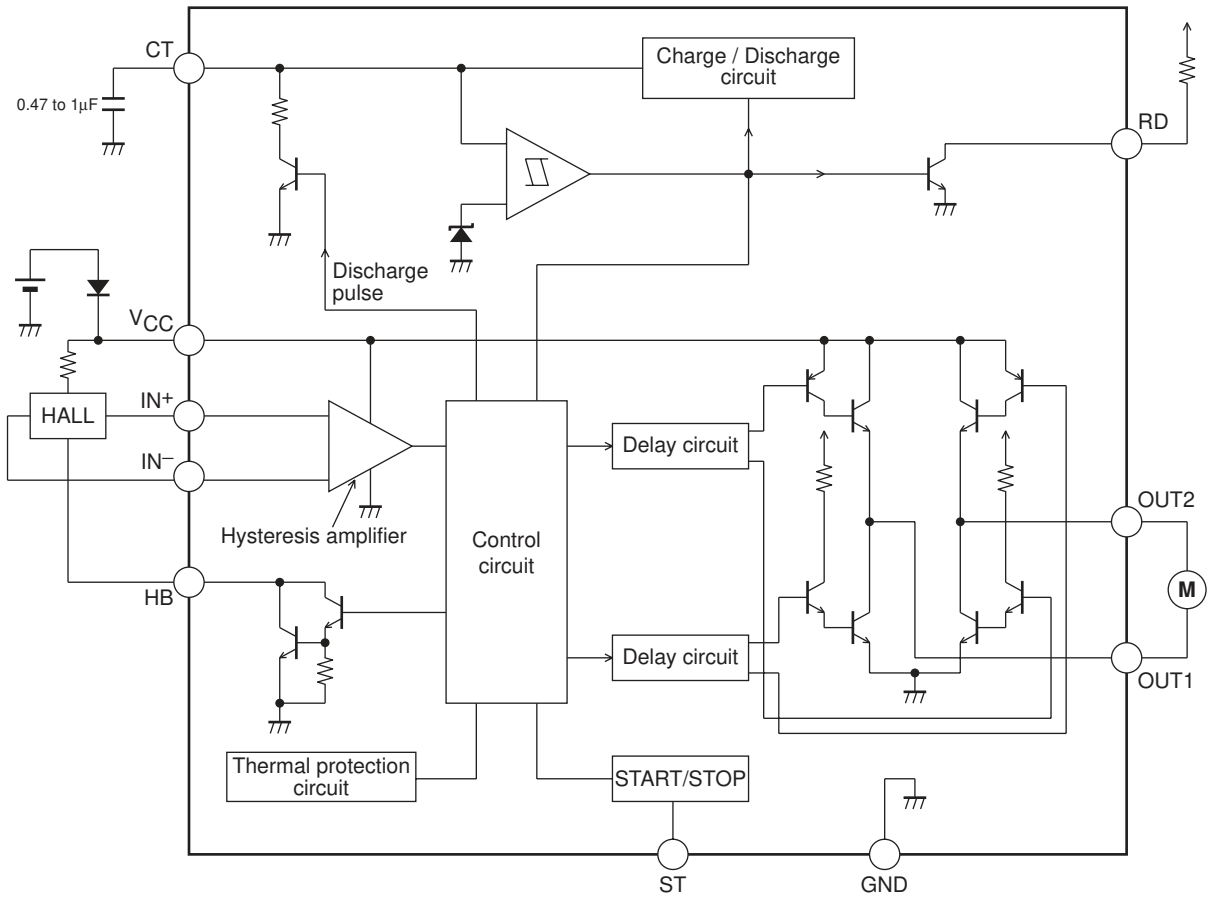 CT
0.47 to 1μF
Charge / Discharge
circuit
RD
Discharge
pulse
VCC
IN+
HALL
IN−
Hysteresis amplifier
HB
Control
circuit
Delay circuit
Delay circuit
OUT2
M
OUT1
Thermal protection
circuit
START/STOP
ST
GND